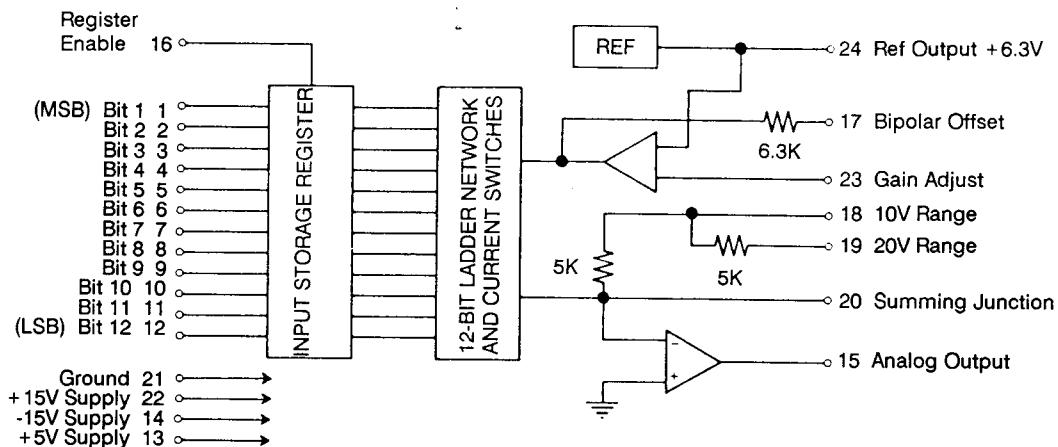 Register
Enable 16
(MSB) Bit 1 1
Bit 2 2
Bit 3 3
Bit 4 4
Bit 5 5
Bit 6 6
Bit 7 7
Bit 8 8
Bit 9 9
Bit 10 10
Bit 11 11
(LSB) Bit 12 12
Ground 21
+15V Supply 22
-15V Supply 14
+5V Supply 13
INPUT STORAGE REGISTER
12-BIT LADDER NETWORK
AND CURRENT SWITCHES
REF
24 Ref Output +6.3V
17 Bipolar Offset
6.3K
23 Gain Adjust
18 10V Range
19 20V Range
5K
5K
20 Summing Junction
−
+
15 Analog Output